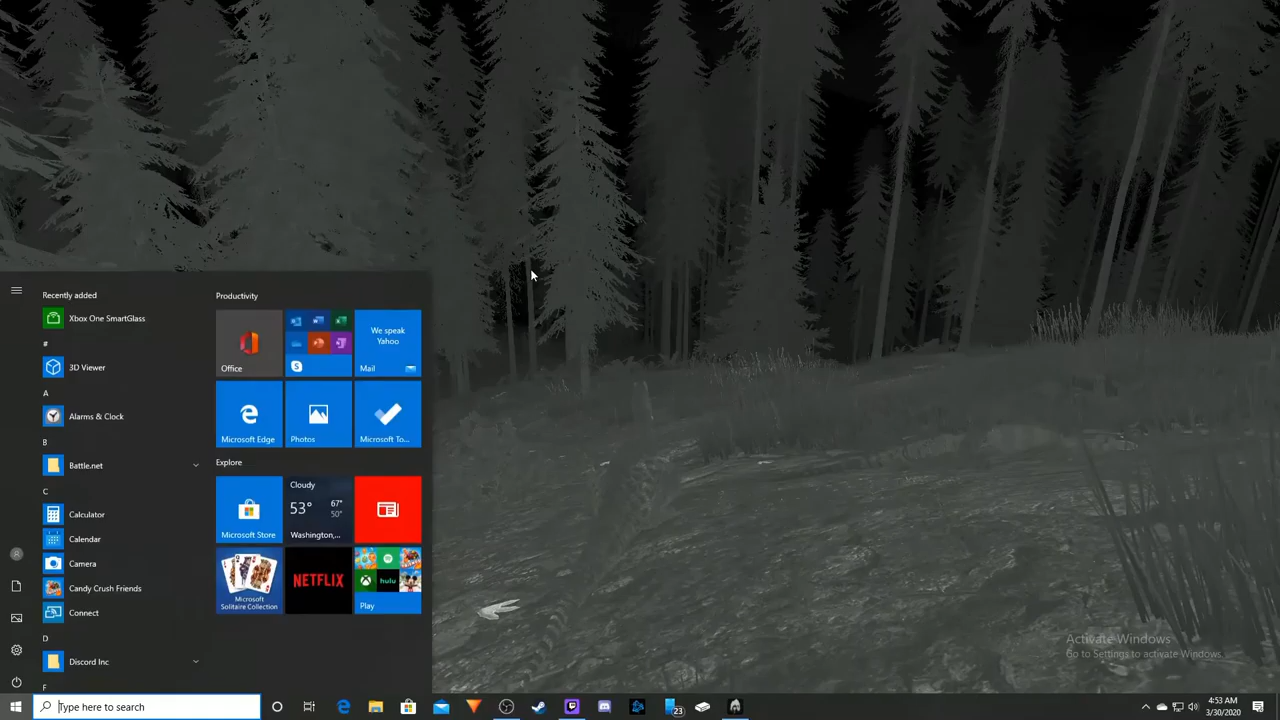 Recently added
Xbox One SmartGlass
#
3D Viewer
A
Alarms & Clock
B
Battle.net
C
Calculator
Calendar
Camera
Candy Crush Friends
Connect
D
Discord Inc
F
Productivity
Office
We speak
Yahoo
Mail
Microsoft Edge
Photos
Microsoft To...
Explore
Microsoft Store
Cloudy
53° 67°
50°
Washington,...
Microsoft
Solitaire Collection
NETFLIX
hulu
Play
Activate Windows
Go to Settings to activate Windows.
Type here to search
23
4:53 AM
3/30/2020